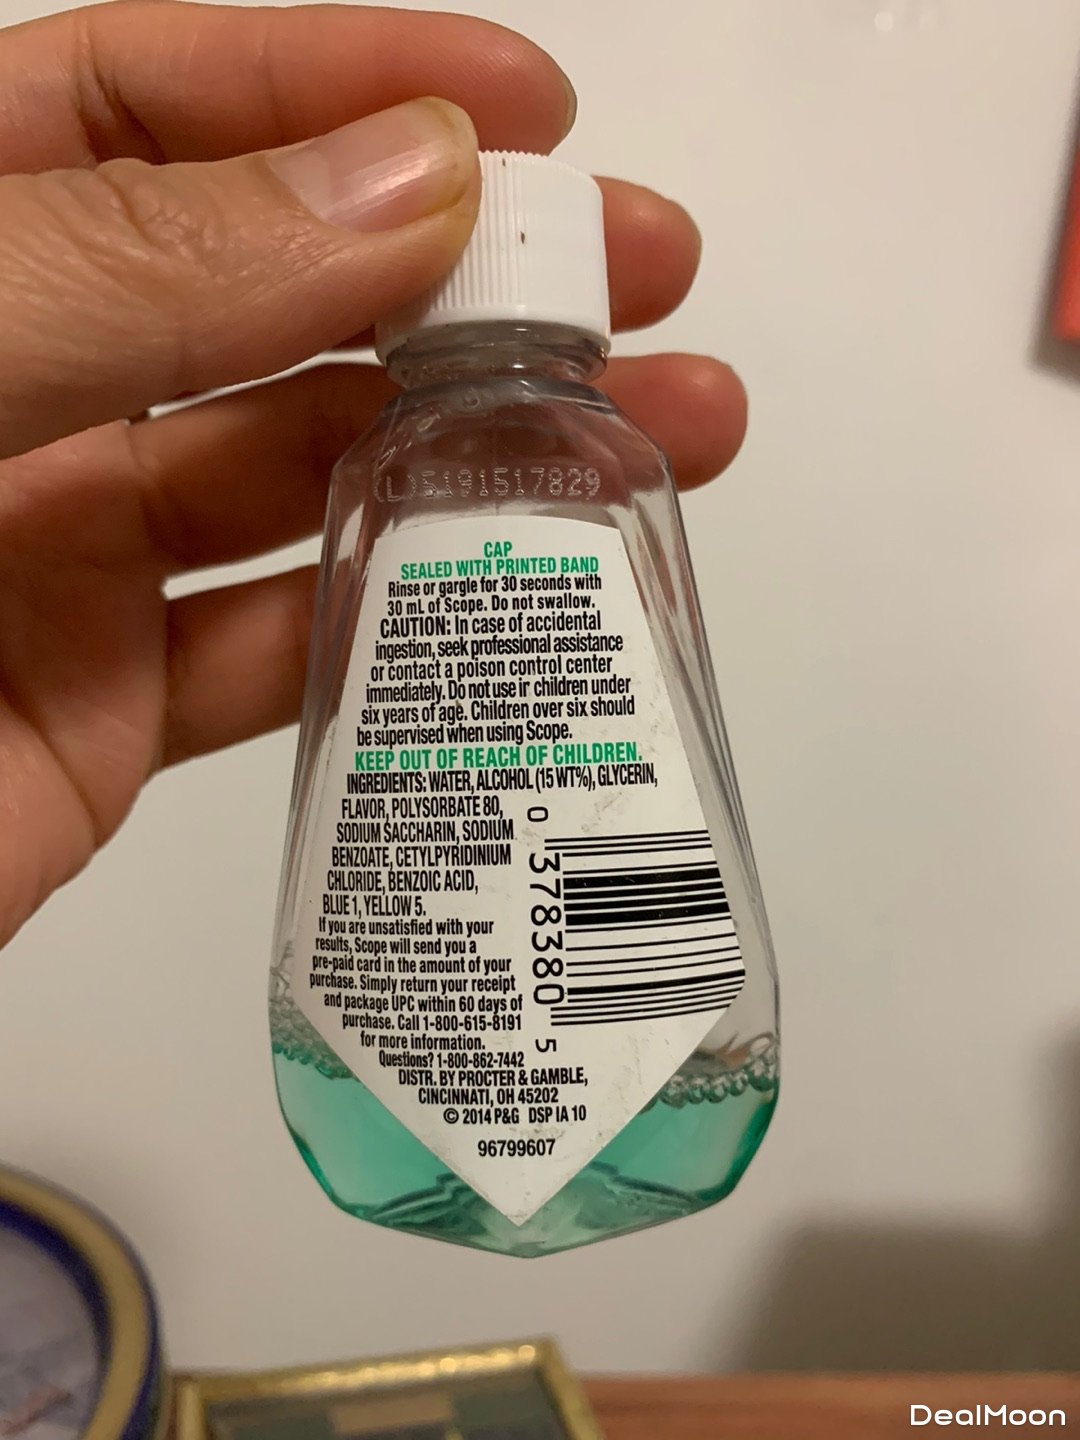 (L)5191517829
CAP
SEALED WITH PRINTED BAND
Rinse or gargle for 30 seconds with
30 mL of Scope. Do not swallow.
CAUTION: In case of accidental
ingestion, seek professional assistance
or contact a poison control center
immediately. Do not use ir children under
six years of age. Children over six should
be supervised when using Scope.
KEEP OUT OF REACH OF CHILDREN.
INGREDIENTS: WATER, ALCOHOL (15 WT%), GLYCERIN,
FLAVOR, POLYSORBATE 80,
SODIUM SACCHARIN, SODIUM
BENZOATE, CETYLPYRIDINIUM
CHLORIDE, BENZOIC ACID,
BLUE 1, YELLOW 5.
If you are unsatisfied with your
results, Scope will send you a
pre-paid card in the amount of your
purchase. Simply return your receipt
and package UPC within 60 days of
purchase. Call 1-800-615-8191
for more information.
Questions? 1-800-862-7442
DISTR. BY PROCTER & GAMBLE,
CINCINNATI, OH 45202
© 2014 P&G DSP IA 10
96799607
0 378380 5
DealMoon